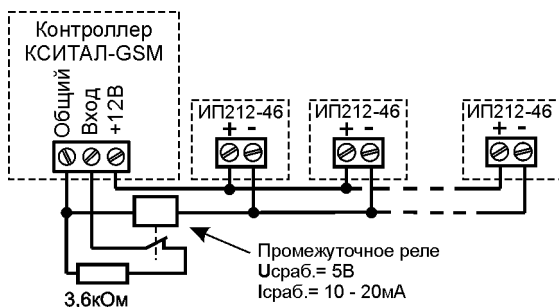 Контроллер
КСИТАЛ-GSM
Общий
Вход
+12В
ИП212-46
+ -
ИП212-46
+ -
ИП212-46
+ -
Промежуточное реле
Uсраб.= 5В
Iсраб.= 10 - 20мА
3.6кОм